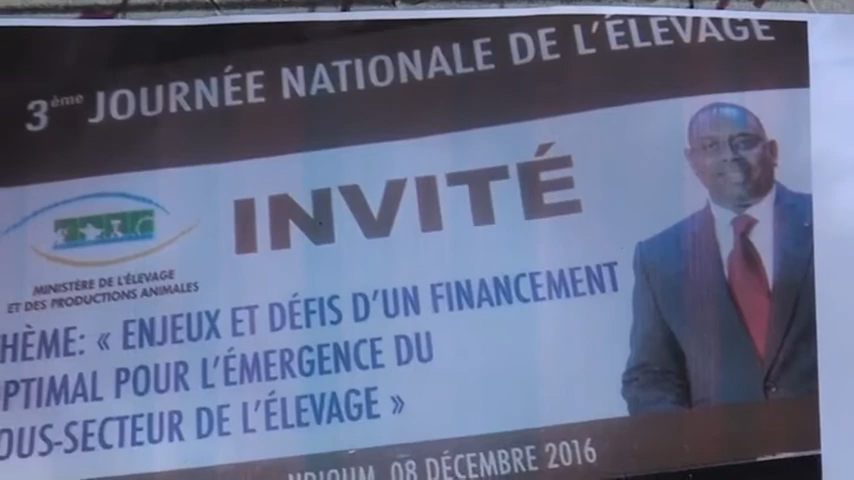 3ème JOURNÉE NATIONALE DE L'ÉLEVAGE
INVITÉ
MINISTÈRE DE L'ÉLEVAGE
ET DES PRODUCTIONS ANIMALES
HÈME: « ENJEUX ET DÉFIS D'UN FINANCEMENT
OPTIMAL POUR L'ÉMERGENCE DU
OUS-SECTEUR DE L'ÉLEVAGE »
08 DÉCEMBRE 2016